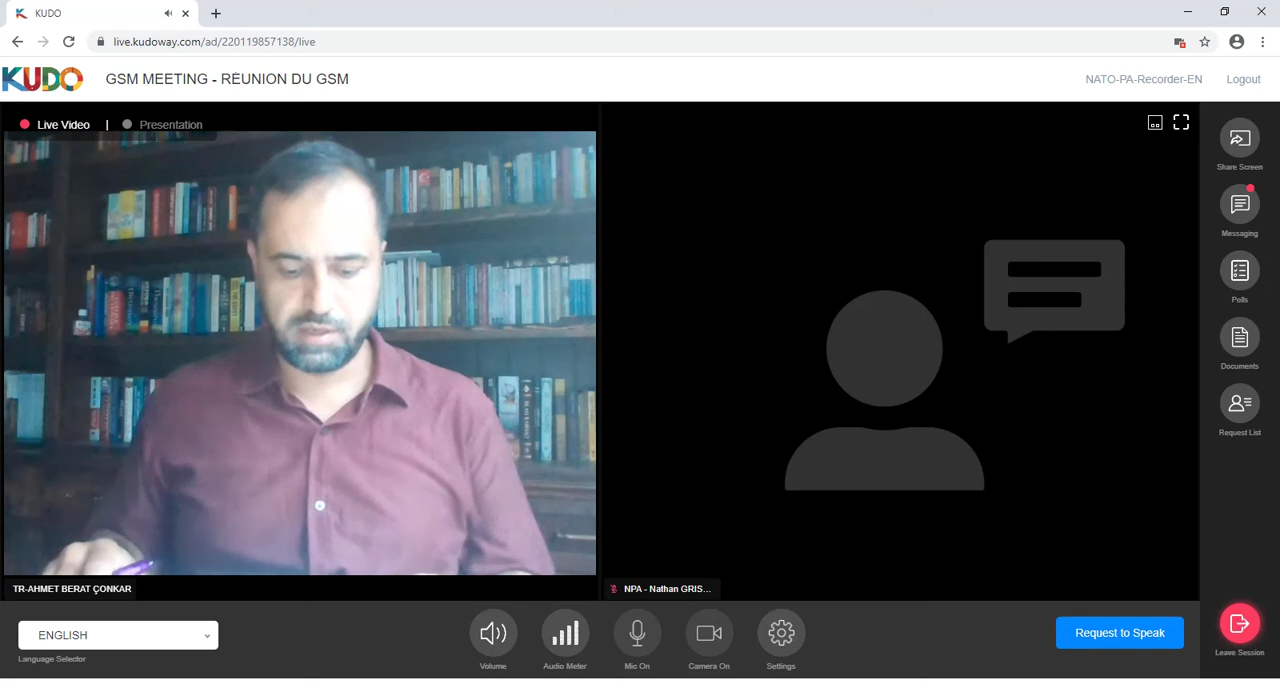 KUDO
live.kudoway.com/ad/220119857138/live
KUDO
GSM MEETING - RÉUNION DU GSM
NATO-PA-Recorder-EN
Logout
Live Video | Presentation
Share Screen
Messaging
Polls
Documents
Request List
TR-AHMET BERAT ÇONKAR
NPA - Nathan GRIS...
ENGLISH
Language Selector
Volume
Audio Meter
Mic On
Camera On
Settings
Request to Speak
Leave Session